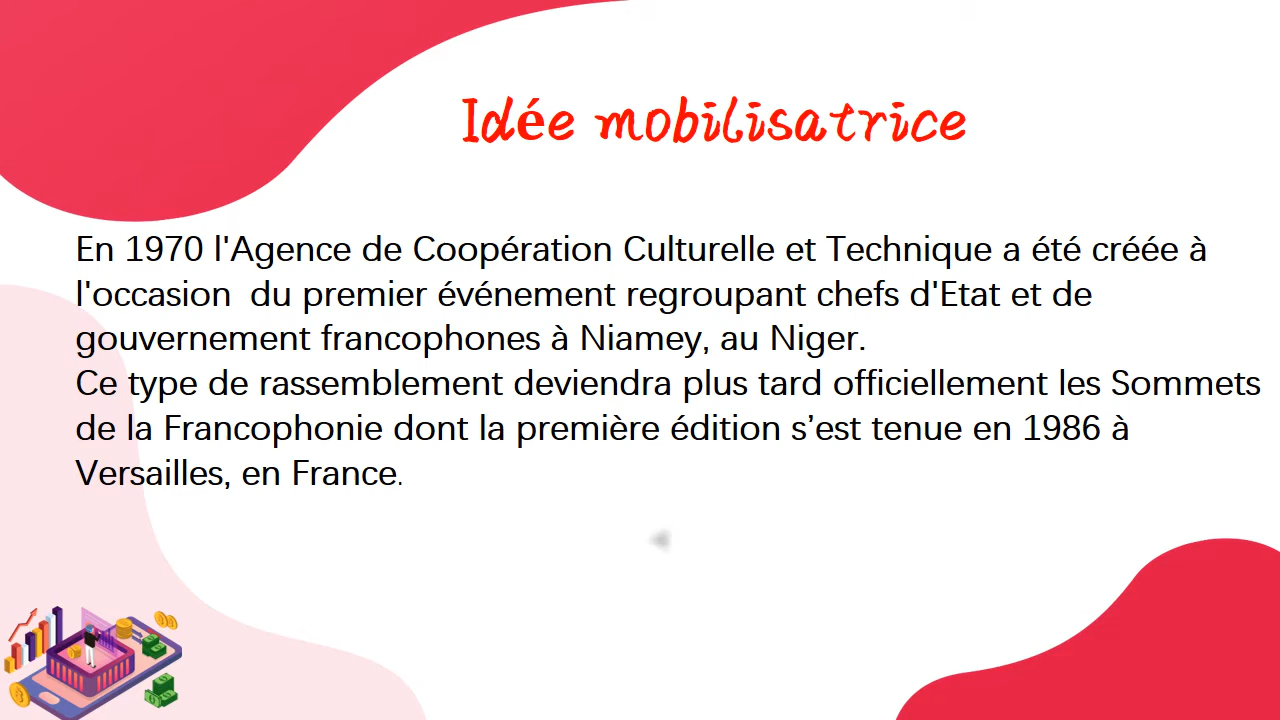 Idée mobilisatrice
En 1970 l'Agence de Coopération Culturelle et Technique a été créée à
l'occasion  du premier événement regroupant chefs d'Etat et de
gouvernement francophones à Niamey, au Niger.
Ce type de rassemblement deviendra plus tard officiellement les Sommets
de la Francophonie dont la première édition s’est tenue en 1986 à
Versailles, en France.